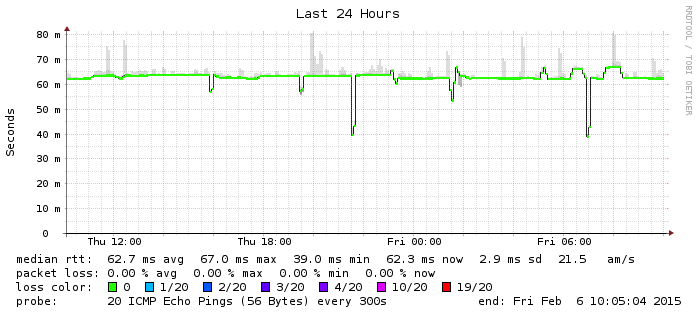 Last 24 Hours
RRDTOOL / TOBI OETIKER
Seconds
80 m
70 m
60 m
50 m
40 m
30 m
20 m
10 m
0
Thu 12:00 Thu 18:00 Fri 00:00 Fri 06:00
median rtt: 62.7 ms avg 67.0 ms max 39.0 ms min 62.3 ms now 2.9 ms sd 21.5 am/s
packet loss: 0.00 % avg 0.00 % max 0.00 % min 0.00 % now
loss color: 0 1/20 2/20 3/20 4/20 10/20 19/20
probe: 20 ICMP Echo Pings (56 Bytes) every 300s end: Fri Feb 6 10:05:04 2015